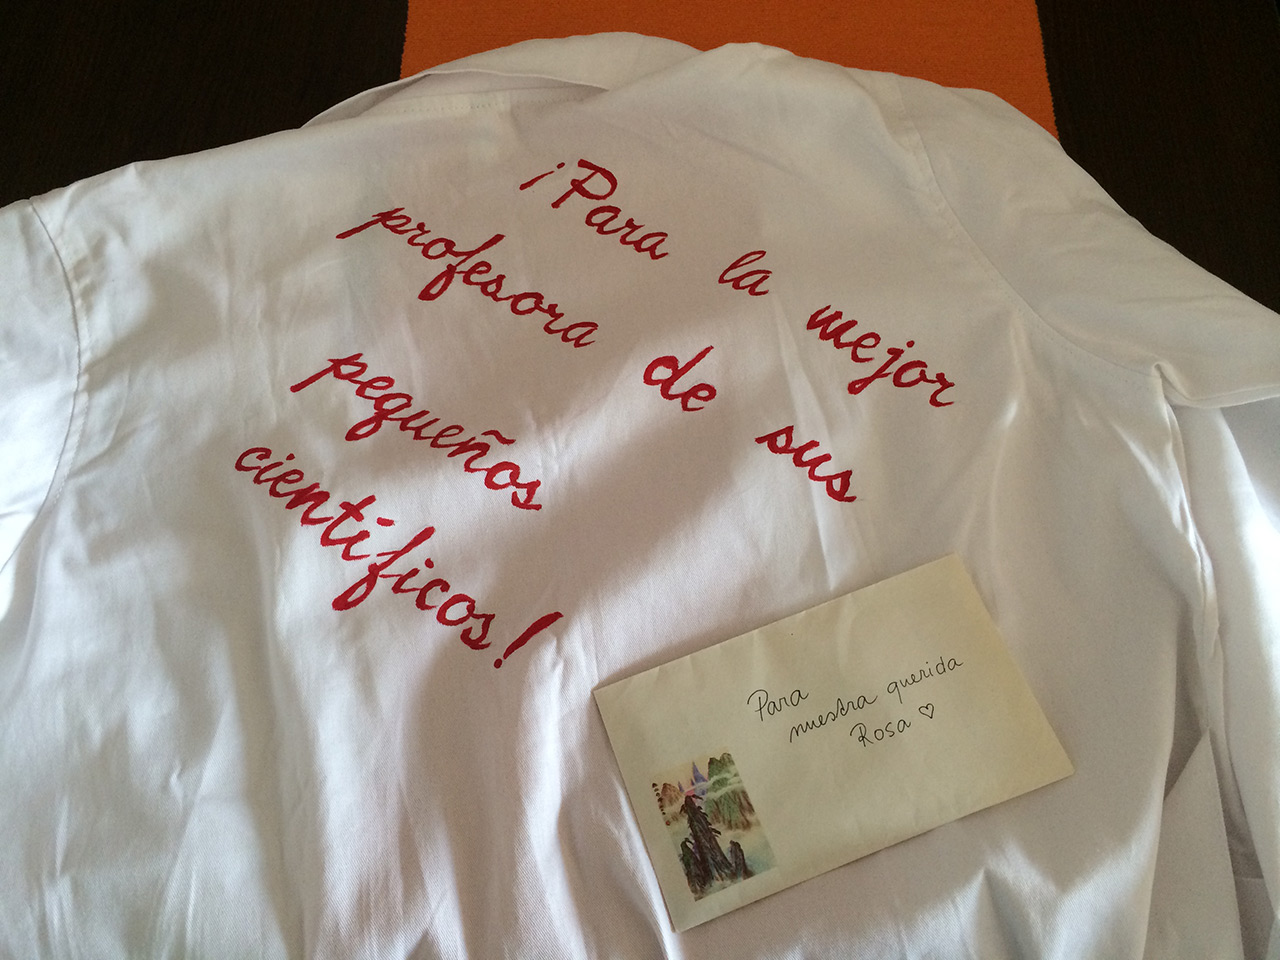 ¡Para la mejor
profesora de sus
pequeños
científicos!
Para
nuestra querida
Rosa ♡